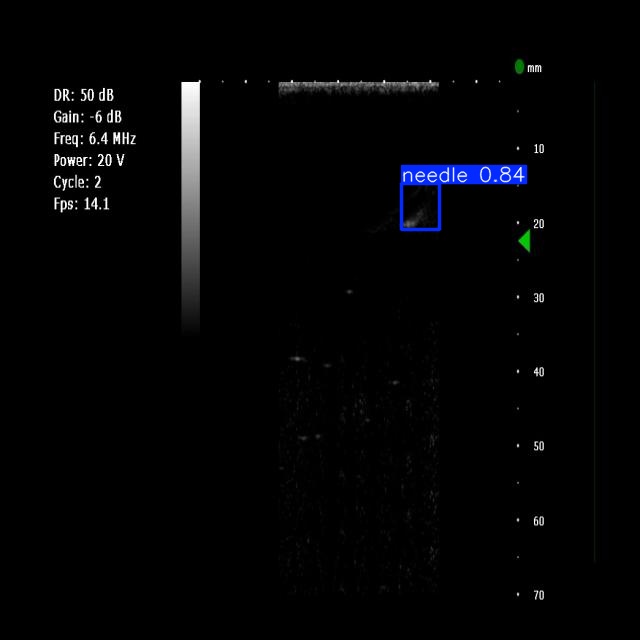 mm
DR: 50 dB
Gain: -6 dB
Freq: 6.4 MHz
Power: 20 V
Cycle: 2
Fps: 14.1
10
needle 0.84
20
30
40
50
60
70